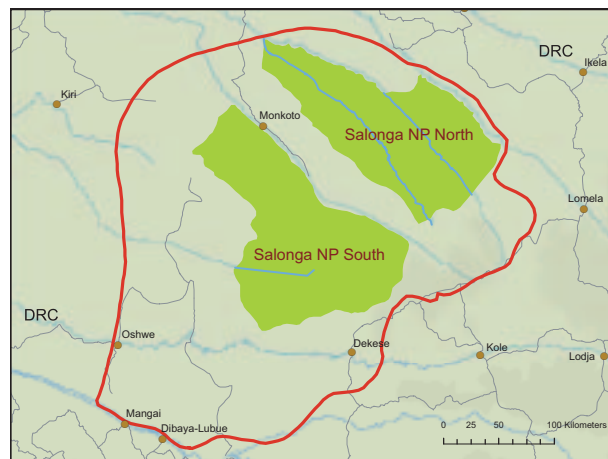 DRC
Ikela
Kiri
Monkoto
Salonga NP North
Lomela
Salonga NP South
DRC
Oshwe
Dekese
Kole
Lodja
Mangai
Dibaya-Lubue
0 25 50 100 Kilometers